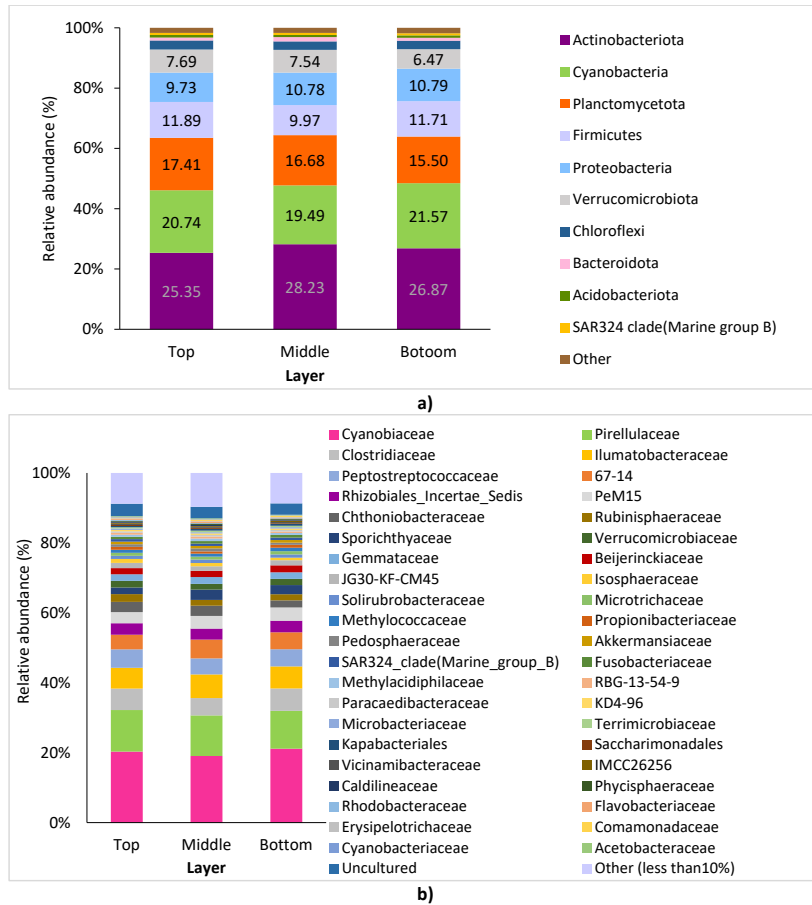 100%
80%
60%
40%
20%
0%
Relative abundance (%)
7.69 7.54 6.47
9.73 10.78 10.79
11.89 9.97 11.71
17.41 16.68 15.50
20.74 19.49 21.57
25.35 28.23 26.87
Top Middle Botoom
Layer
Actinobacteriota
Cyanobacteria
Planctomycetota
Firmicutes
Proteobacteria
Verrucomicrobiota
Chloroflexi
Bacteroidota
Acidobacteriota
SAR324 clade(Marine group B)
Other
a)
100%
80%
60%
40%
20%
0%
Relative abundance (%)
Top Middle Bottom
Layer
Cyanobiaceae Pirellulaceae
Clostridiaceae Ilumatobacteraceae
Peptostreptococcaceae 67-14
Rhizobiales_Incertae_Sedis PeM15
Chthoniobacteraceae Rubinisphaeraceae
Sporichthyaceae Verrucomicrobiaceae
Gemmataceae Beijerinckiaceae
JG30-KF-CM45 Isosphaeraceae
Solirubrobacteraceae Microtrichaceae
Methylococcaceae Propionibacteriaceae
Pedosphaeraceae Akkermansiaceae
SAR324_clade(Marine_group_B) Fusobacteriaceae
Methylacidiphilaceae RBG-13-54-9
Paracaedibacteraceae KD4-96
Microbacteriaceae Terrimicrobiaceae
Kapabacteriales Saccharimonadales
Vicinamibacteraceae IMCC26256
Caldilineaceae Phycisphaeraceae
Rhodobacteraceae Flavobacteriaceae
Erysipelotrichaceae Comamonadaceae
Cyanobacteriaceae Acetobacteraceae
Uncultured Other (less than10%)
b)